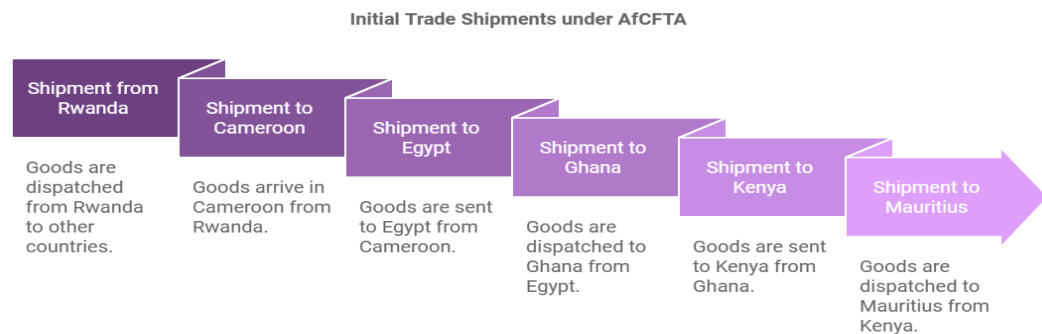 Initial Trade Shipments under AfCFTA
Shipment from
Rwanda
Goods are
dispatched
from Rwanda
to other
countries.
Shipment to
Cameroon
Goods arrive in
Cameroon from
Rwanda.
Shipment to
Egypt
Goods are sent
to Egypt from
Cameroon.
Shipment to
Ghana
Goods are
dispatched to
Ghana from
Egypt.
Shipment to
Kenya
Goods are sent
to Kenya from
Ghana.
Shipment to
Mauritius
Goods are
dispatched to
Mauritius from
Kenya.